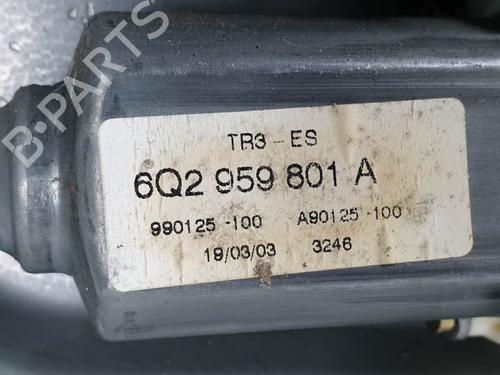 B-PARTS
TR3-ES
6Q2 959 801 A
990125-100 A90125-100
19/03/03 3246